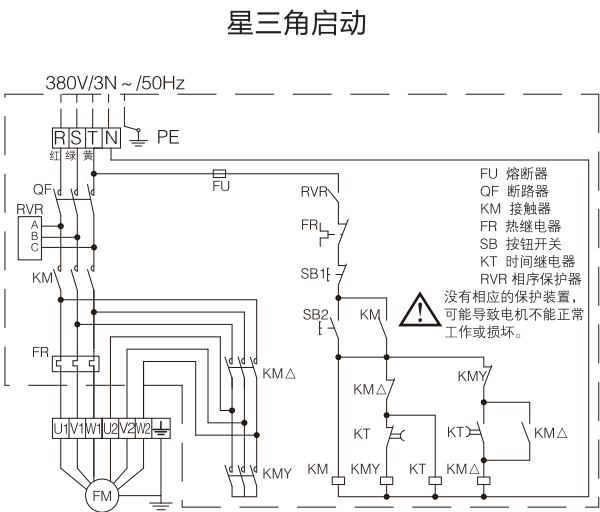 星三角启动
380V/3N ~ /50Hz
R S T N PE
红 绿 黄
FU
QF
RVR
A
B
C
KM
FR
KM△
KMY
U1 V1 W1 U2 V2 W2
FM
RVR
FR
SB1
SB2
KM
KM△
KMY
KT
KT
KM△
KM
KMY
KT
KM△
FU 熔断器
QF 断路器
KM 接触器
FR 热继电器
SB 按钮开关
KT 时间继电器
RVR 相序保护器
没有相应的保护装置，
可能导致电机不能正常
工作或损坏。